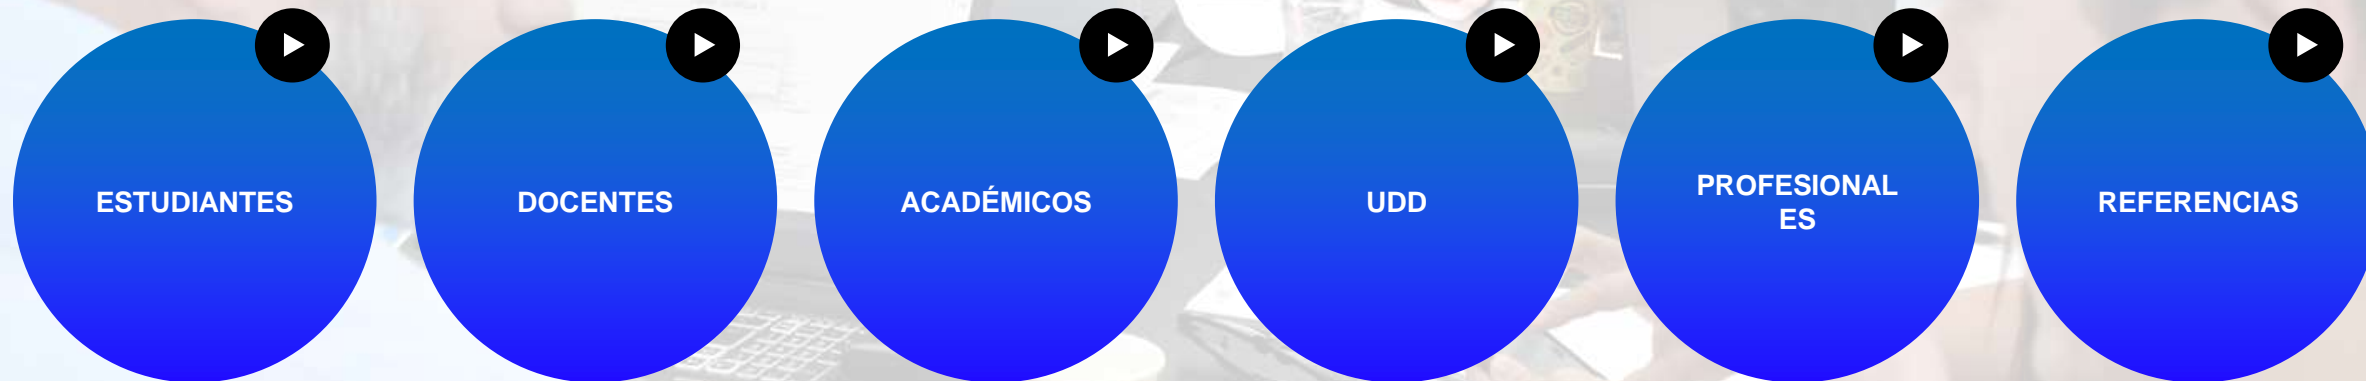 ESTUDIANTES
DOCENTES
ACADÉMICOS
UDD
PROFESIONAL
ES
REFERENCIAS